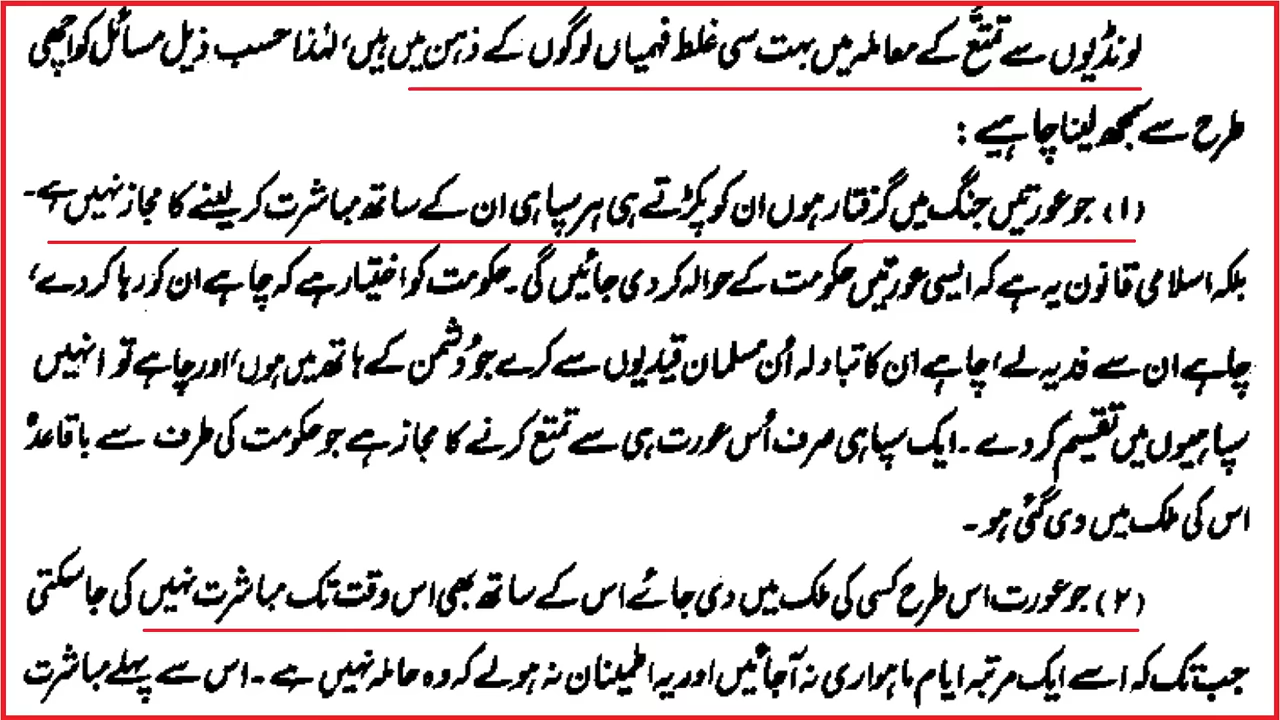 لونڈیوں سے تمتّع کے معاملہ میں بہت سی غلط فہمیاں لوگوں کے ذہن میں ہیں، لہٰذا حسب ذیل مسائل کو اچھی
طرح سے سمجھ لینا چاہیے :
(۱) جو عورتیں جنگ میں گرفتار ہوں ان کو پکڑتے ہی ہر سپاہی ان کے ساتھ مباشرت کر لینے کا مجاز نہیں ہے۔
بلکہ اسلامی قانون یہ ہے کہ ایسی عورتیں حکومت کے حوالہ کر دی جائیں گی۔ حکومت کو اختیار ہے کہ چاہے ان کو رہا کر دے،
چاہے ان سے فدیہ لے، چاہے ان کا تبادلہ اُن مسلمان قیدیوں سے کرے جو دُشمن کے ہاتھ میں ہوں، اور چاہے تو انہیں
سپاہیوں میں تقسیم کر دے۔ ایک سپاہی صرف اُس عورت ہی سے تمتع کرنے کا مجاز ہے جو حکومت کی طرف سے باقاعدہ
اس کی ملک میں دی گئی ہو۔
(۲) جو عورت اس طرح کسی کی ملک میں دی جائے اس کے ساتھ بھی اس وقت تک مباشرت نہیں کی جا سکتی
جب تک کہ اسے ایک مرتبہ ایام ماہواری نہ آجائیں اور یہ اطمینان نہ ہولے کہ وہ حاملہ نہیں ہے۔ اس سے پہلے مباشرت